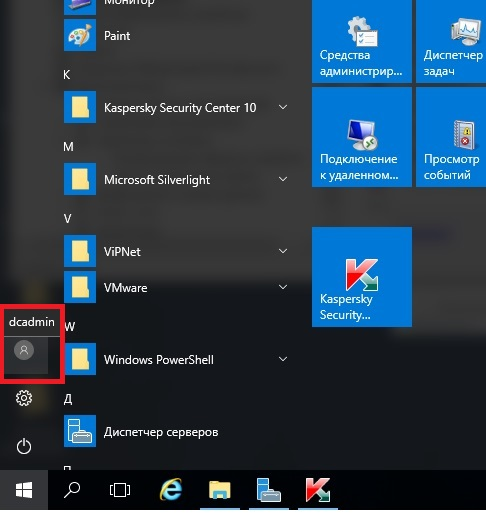 Монитор
Paint
K
Kaspersky Security Center 10
M
Microsoft Silverlight
V
ViPNet
VMware
W
Windows PowerShell
Д
Диспетчер серверов
dcadmin
Средства
администрир...
Диспетчер
задач
Подключение
к удаленном...
Просмотр
событий
Kaspersky
Security...